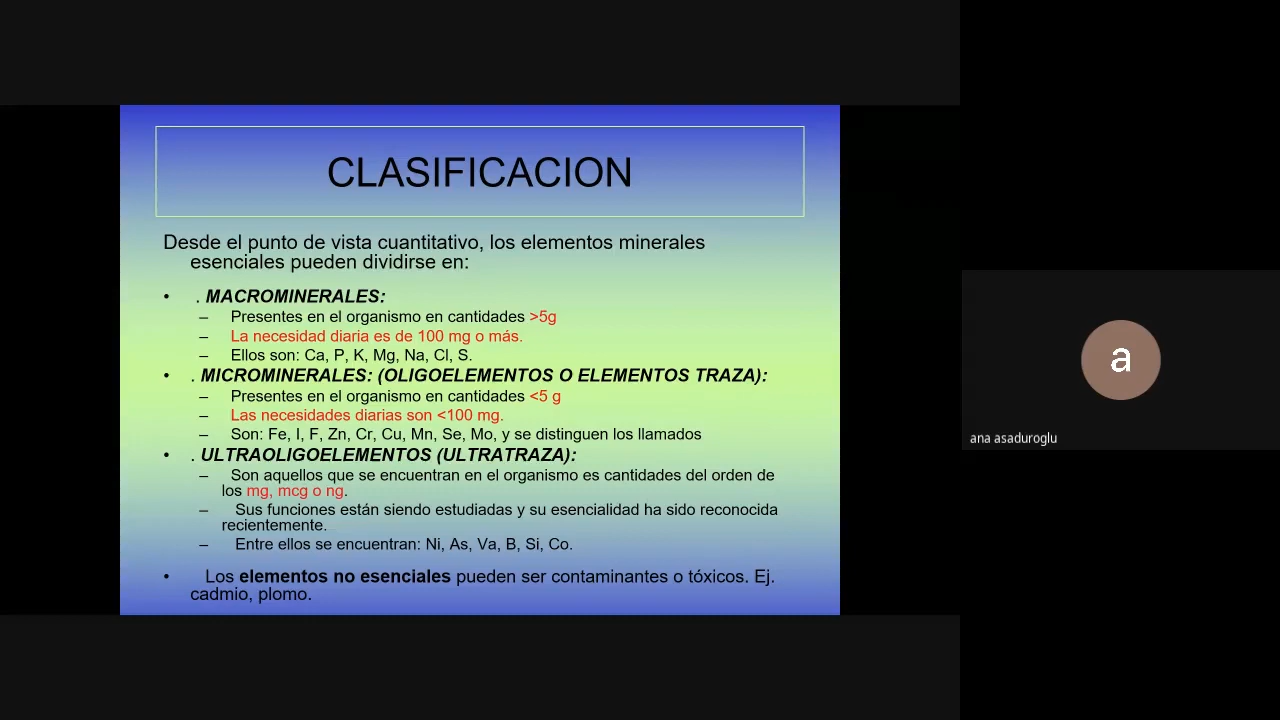 CLASIFICACION
Desde el punto de vista cuantitativo, los elementos minerales
esenciales pueden dividirse en:
• . MACROMINERALES:
– Presentes en el organismo en cantidades >5g
– La necesidad diaria es de 100 mg o más.
– Ellos son: Ca, P, K, Mg, Na, Cl, S.
• . MICROMINERALES: (OLIGOELEMENTOS O ELEMENTOS TRAZA):
– Presentes en el organismo en cantidades <5 g
– Las necesidades diarias son <100 mg.
– Son: Fe, I, F, Zn, Cr, Cu, Mn, Se, Mo, y se distinguen los llamados
• . ULTRAOLIGOELEMENTOS (ULTRATRAZA):
– Son aquellos que se encuentran en el organismo es cantidades del orden de
los mg, mcg o ng.
– Sus funciones están siendo estudiadas y su esencialidad ha sido reconocida
recientemente.
– Entre ellos se encuentran: Ni, As, Va, B, Si, Co.
• Los elementos no esenciales pueden ser contaminantes o tóxicos. Ej.
cadmio, plomo.
a
ana asaduroglu